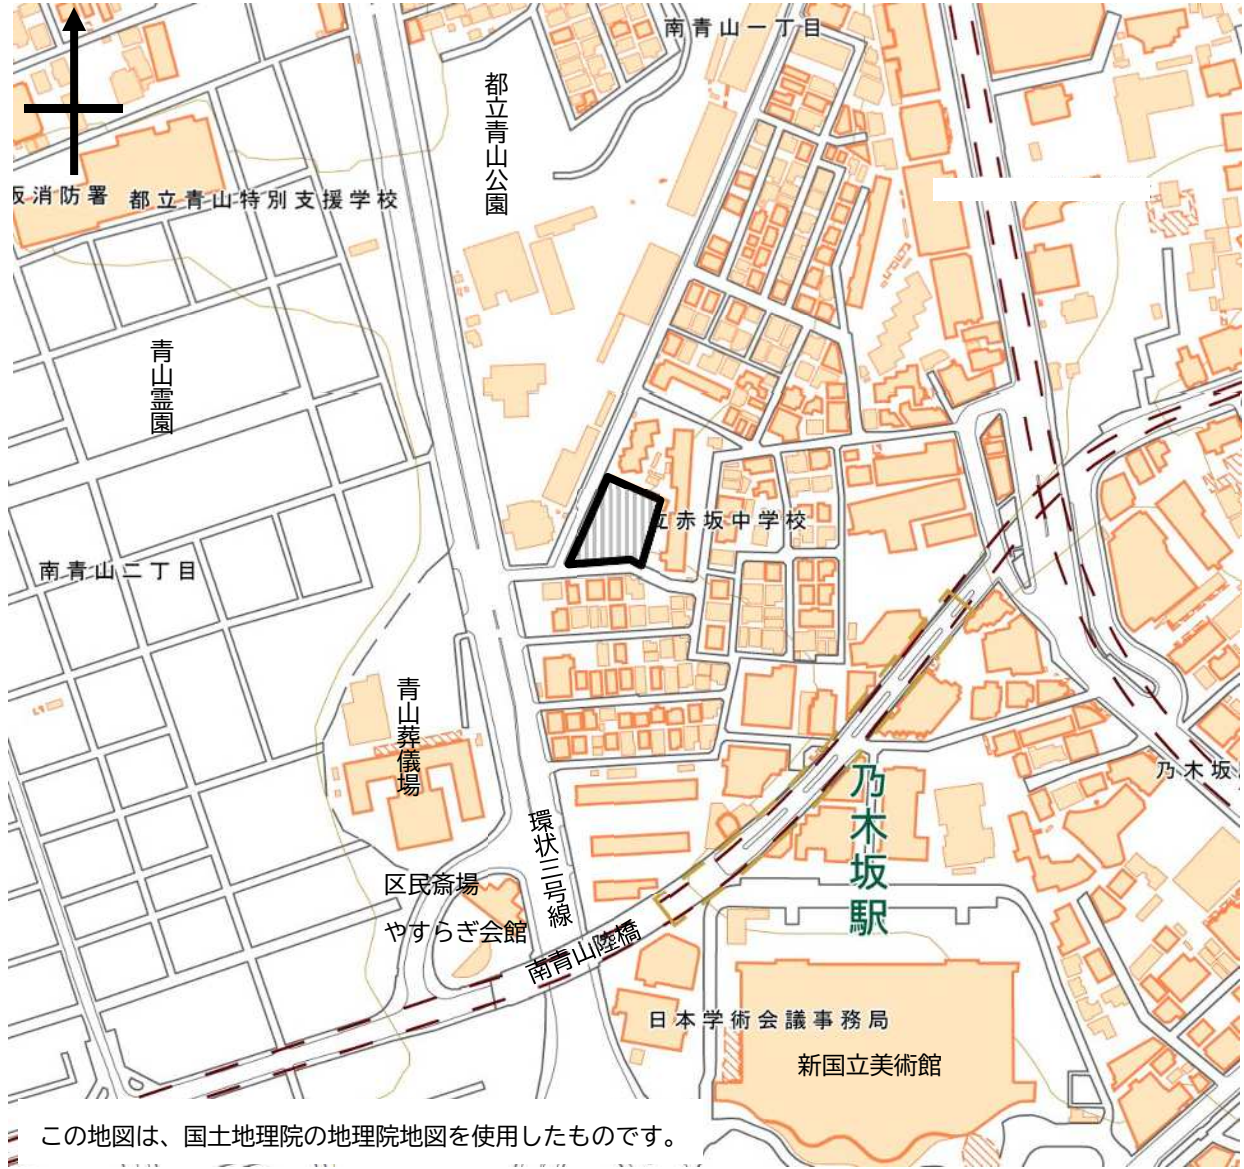 南青山一丁目
都立青山公園
坂消防署
都立青山特別支援学校
青山霊園
立赤坂中学校
南青山二丁目
青山葬儀場
乃木坂
乃木坂駅
環状三号線
区民斎場
やすらぎ会館
南青山陸橋
日本学術会議事務局
新国立美術館
この地図は、国土地理院の地理院地図を使用したものです。